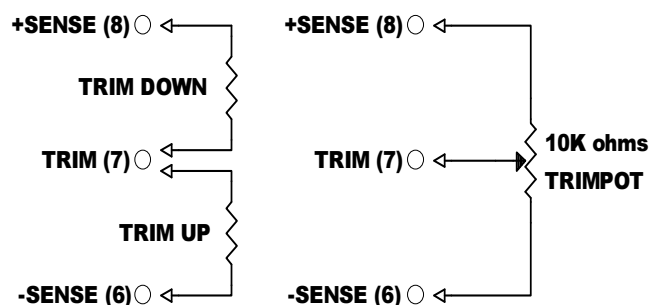 +SENSE (8)
TRIM DOWN
TRIM (7)
TRIM UP
-SENSE (6)
+SENSE (8)
10K ohms
TRIM (7)
TRIMPOT
-SENSE (6)